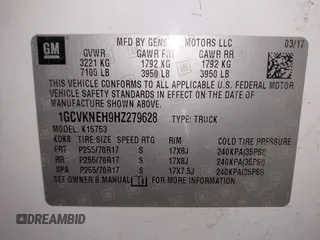 GM
MFD BY GENERAL MOTORS LLC 03/17
GVWR GAWR FRT GAWR RR
3221 KG 1792 KG 1792 KG
7100 LB 3950 LB 3950 LB
THIS VEHICLE CONFORMS TO ALL APPLICABLE U.S. FEDERAL MOTOR
VEHICLE SAFETY STANDARDS IN EFFECT ON THE DATE OF
MANUFACTURE SHOWN ABOVE.
1GCVKNEH9HZ279628 TYPE: TRUCK
MODEL: K15753
TIRE SIZE SPEED RTG RIM COLD TIRE PRESSURE
FRT P255/70R17 S 17X8J 240KPA(35PSI)
RR P255/70R17 S 17X8J 240KPA(35PSI)
SPA P255/70R17 S 17X7.5J 240KPA(35PSI)
SEE OWNER'S MANUAL FOR MORE INFORMATION.
DREAMBID